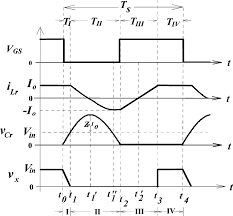 T_S
T_I T_II T_III T_IV
V_GS
o t
i_Lr I_o
o t
-I_o
Z_r I_o
v_Cr V_in
o t
v_x V_in
o t
t_0 t_1 t_1' t_1'' t_2 t_2' t_3 t_4
I II III IV